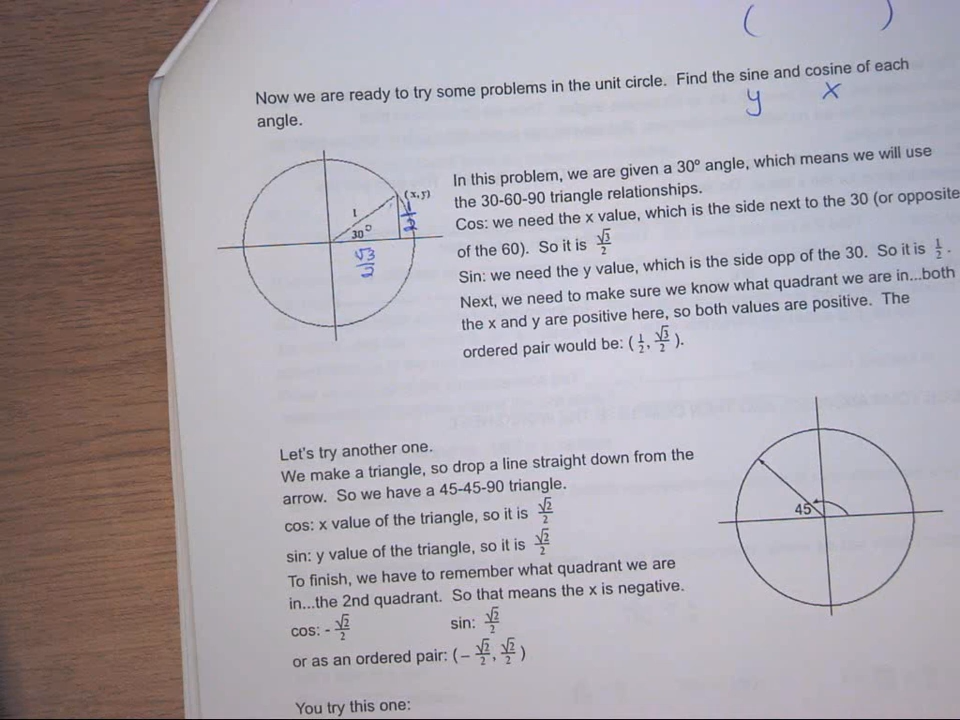 (          )
Now we are ready to try some problems in the unit circle. Find the sine and cosine of each
y x
angle.
In this problem, we are given a 30º angle, which means we will use
the 30-60-90 triangle relationships.
(x,y)
1
30°
1/2
√3/2
Cos: we need the x value, which is the side next to the 30 (or opposite
of the 60). So it is √3/2
Sin: we need the y value, which is the side opp of the 30. So it is 1/2.
Next, we need to make sure we know what quadrant we are in...both
the x and y are positive here, so both values are positive. The
ordered pair would be: (1/2, √3/2).
Let's try another one.
We make a triangle, so drop a line straight down from the
arrow. So we have a 45-45-90 triangle.
cos: x value of the triangle, so it is √2/2
sin: y value of the triangle, so it is √2/2
45
To finish, we have to remember what quadrant we are
in...the 2nd quadrant. So that means the x is negative.
cos: - √2/2 sin: √2/2
or as an ordered pair: (- √2/2, √2/2)
You try this one: